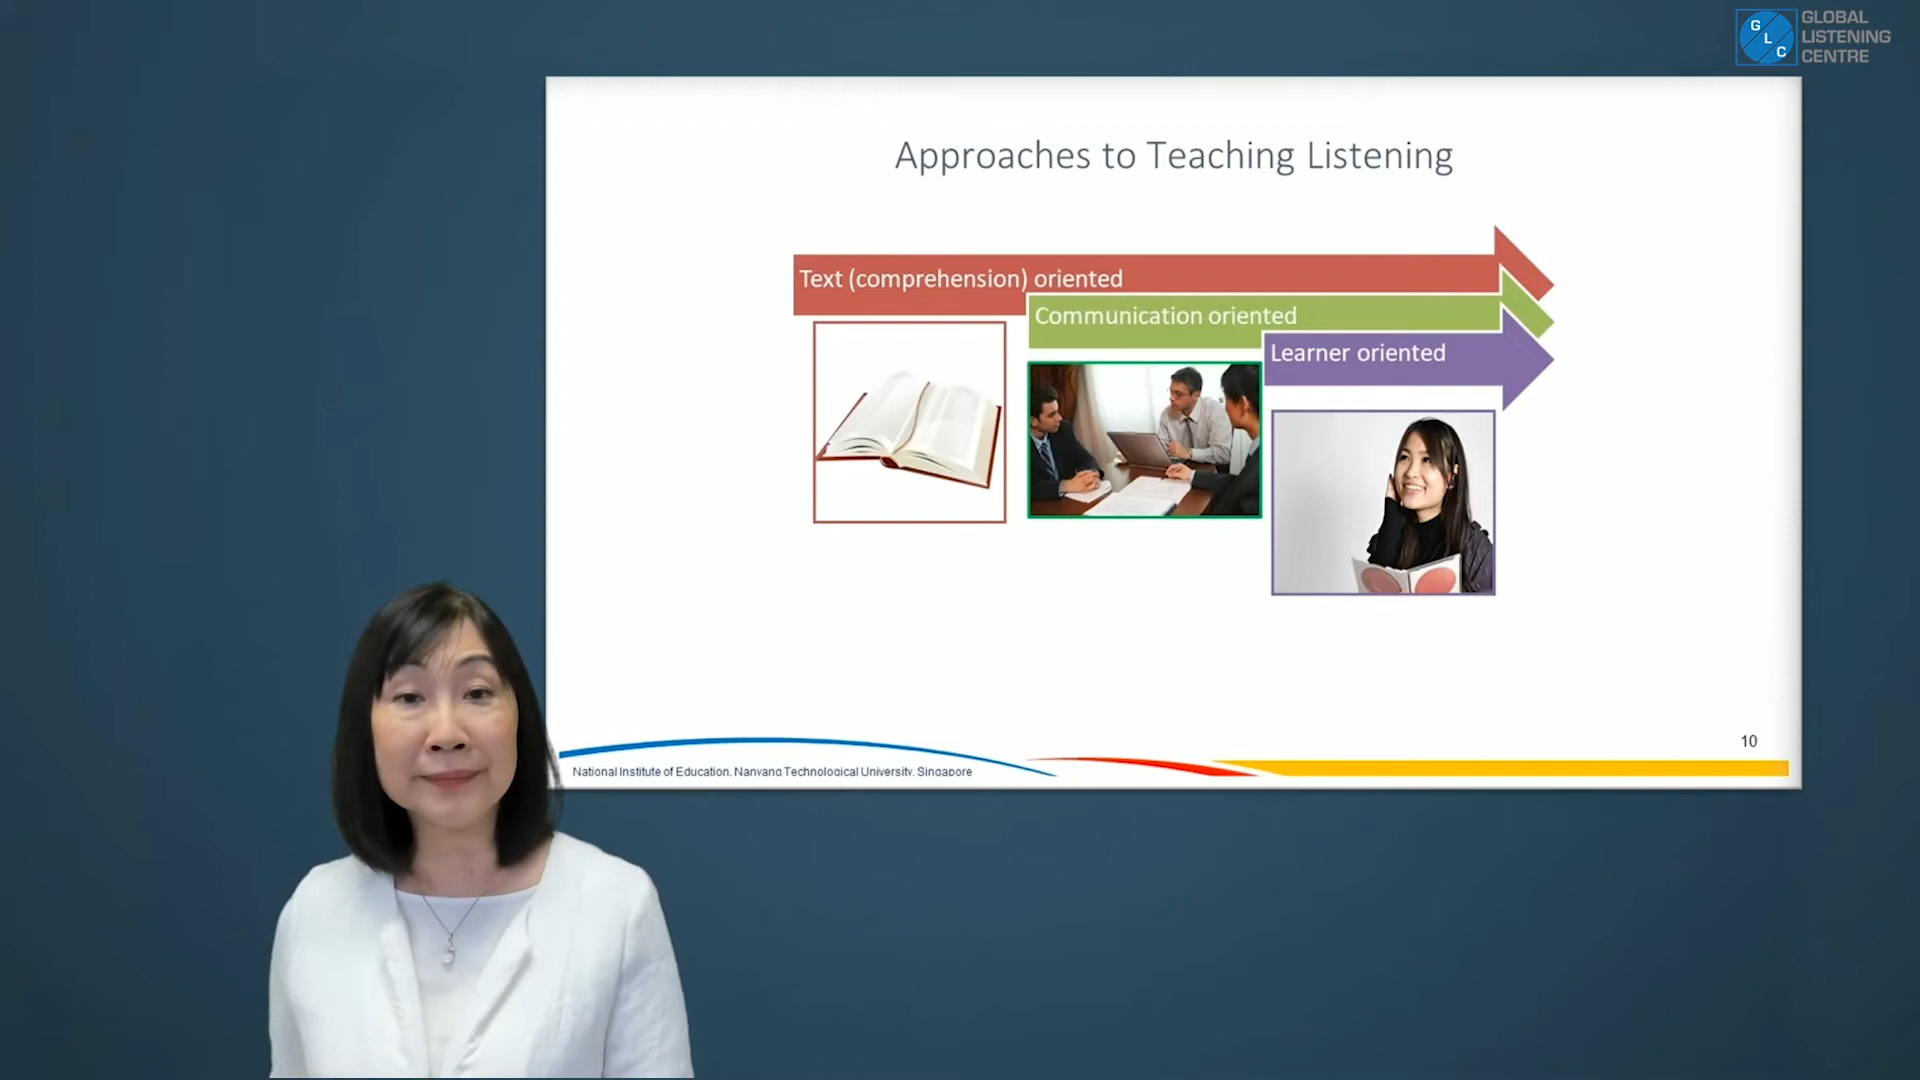 G
L
C
GLOBAL
LISTENING
CENTRE
Approaches to Teaching Listening
Text (comprehension) oriented
Communication oriented
Learner oriented
10
National Institute of Education, Nanyang Technological University, Singapore